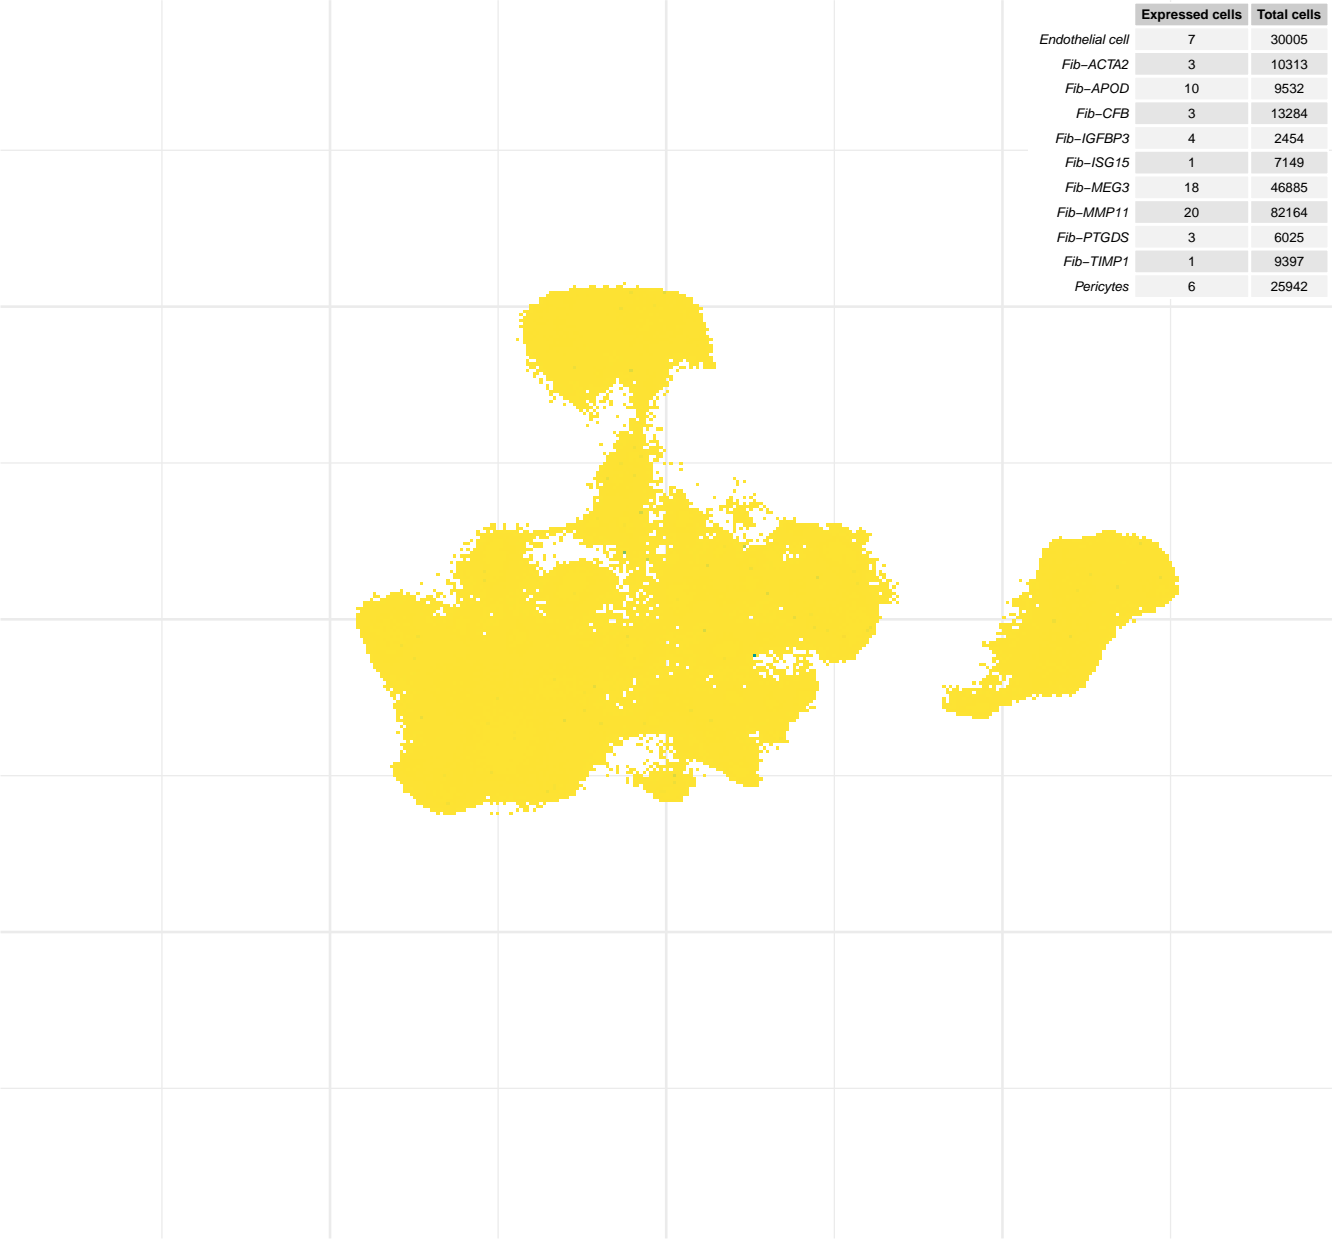 Expressed cells Total cells
Endothelial cell 7 30005
Fib−ACTA2 3 10313
Fib−APOD 10 9532
Fib−CFB 3 13284
Fib−IGFBP3 4 2454
Fib−ISG15 1 7149
Fib−MEG3 18 46885
Fib−MMP11 20 82164
Fib−PTGDS 3 6025
Fib−TIMP1 1 9397
Pericytes 6 25942